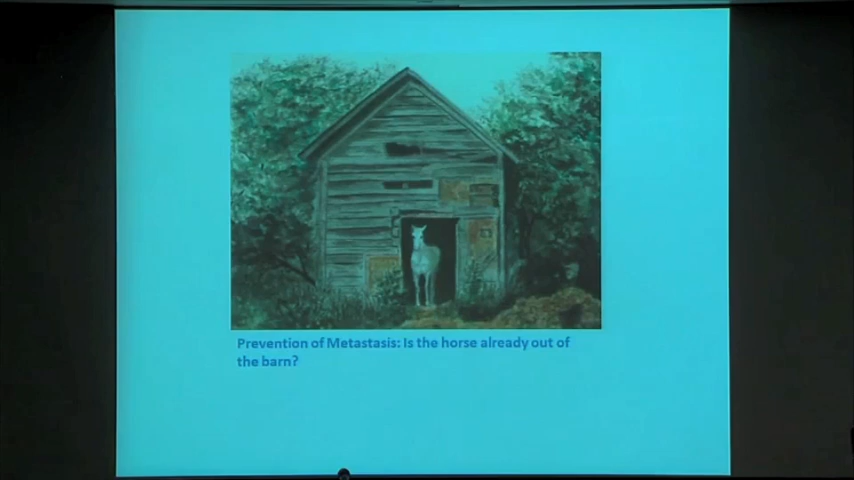 Prevention of Metastasis: Is the horse already out of
the barn?